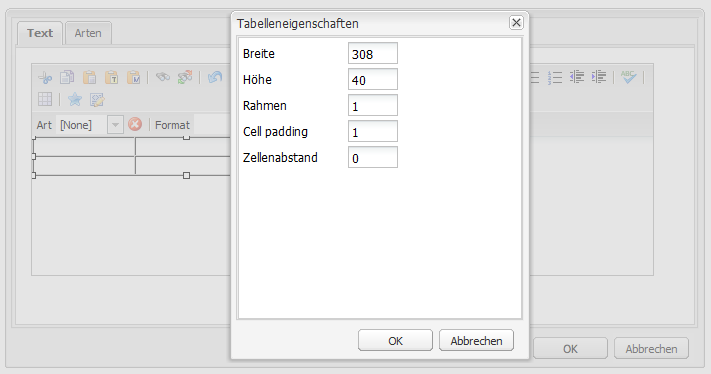 Tabelleneigenschaften
Text Arten
Breite 308
Höhe 40
Rahmen 1
Cell padding 1
Zellenabstand 0
Art [None] Format
OK Abbrechen
OK Abbrechen